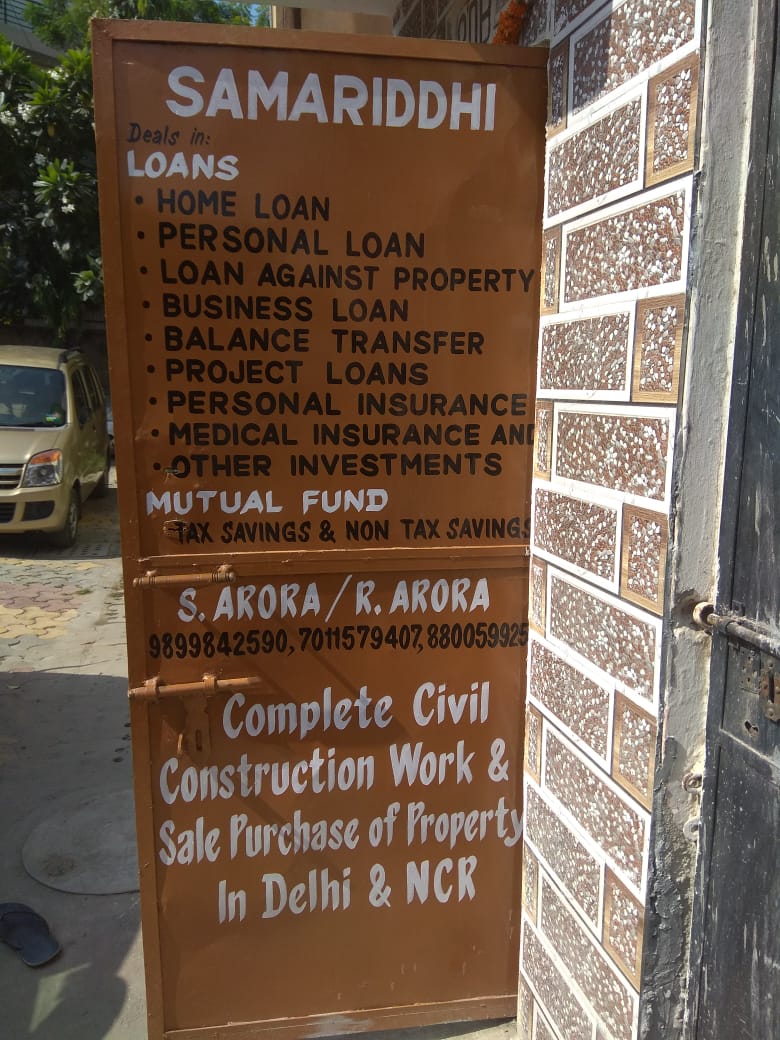 SAMARIDDHI
Deals in:
LOANS
• HOME LOAN
• PERSONAL LOAN
• LOAN AGAINST PROPERTY
• BUSINESS LOAN
• BALANCE TRANSFER
• PROJECT LOANS
• PERSONAL INSURANCE
• MEDICAL INSURANCE AND
• OTHER INVESTMENTS
MUTUAL FUND
TAX SAVINGS & NON TAX SAVINGS
S. ARORA / R. ARORA
9899842590, 7011579407, 880059925
Complete Civil
Construction Work &
Sale Purchase of Property
In Delhi & NCR